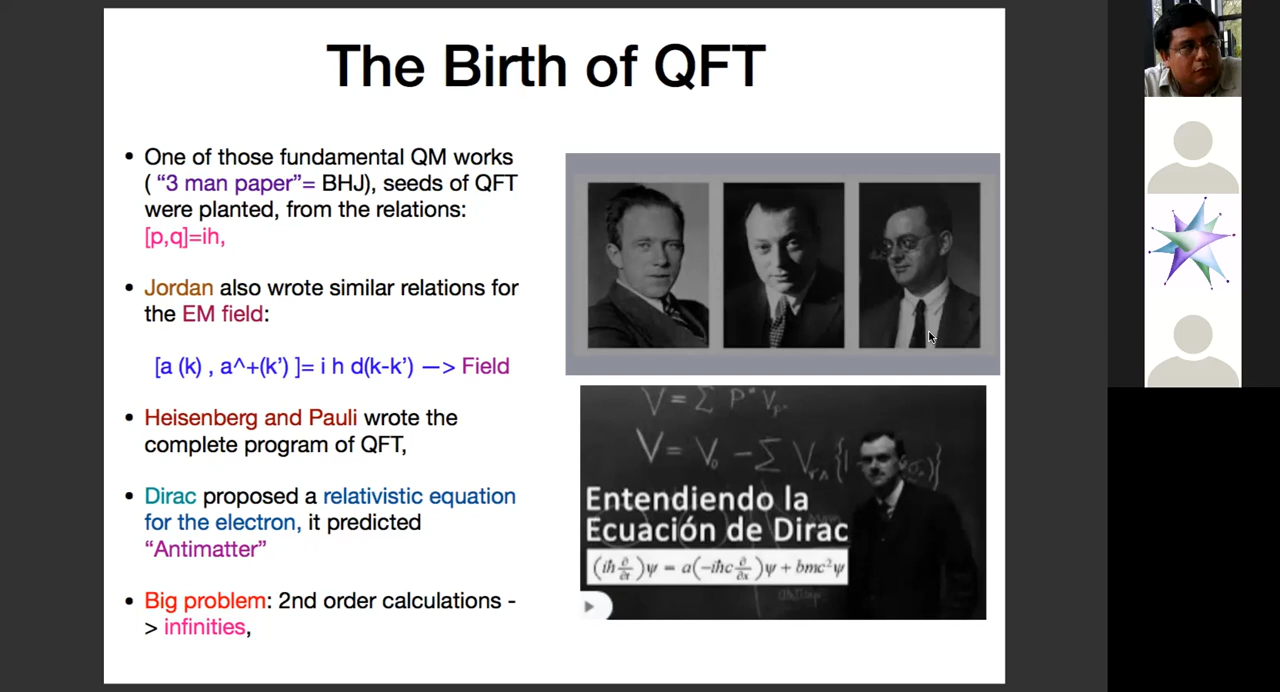 The Birth of QFT
• One of those fundamental QM works
( “3 man paper”= BHJ), seeds of QFT
were planted, from the relations:
[p,q]=ih,
• Jordan also wrote similar relations for
the EM field:
[a (k) , a^+(k’) ]= i h d(k-k’) —> Field
• Heisenberg and Pauli wrote the
complete program of QFT,
• Dirac proposed a relativistic equation
for the electron, it predicted
“Antimatter”
• Big problem: 2nd order calculations -
> infinities,
Entendiendo la
Ecuación de Dirac
(iħ ∂/∂t)ψ = a(-iħc ∂/∂x)ψ + bmc²ψ